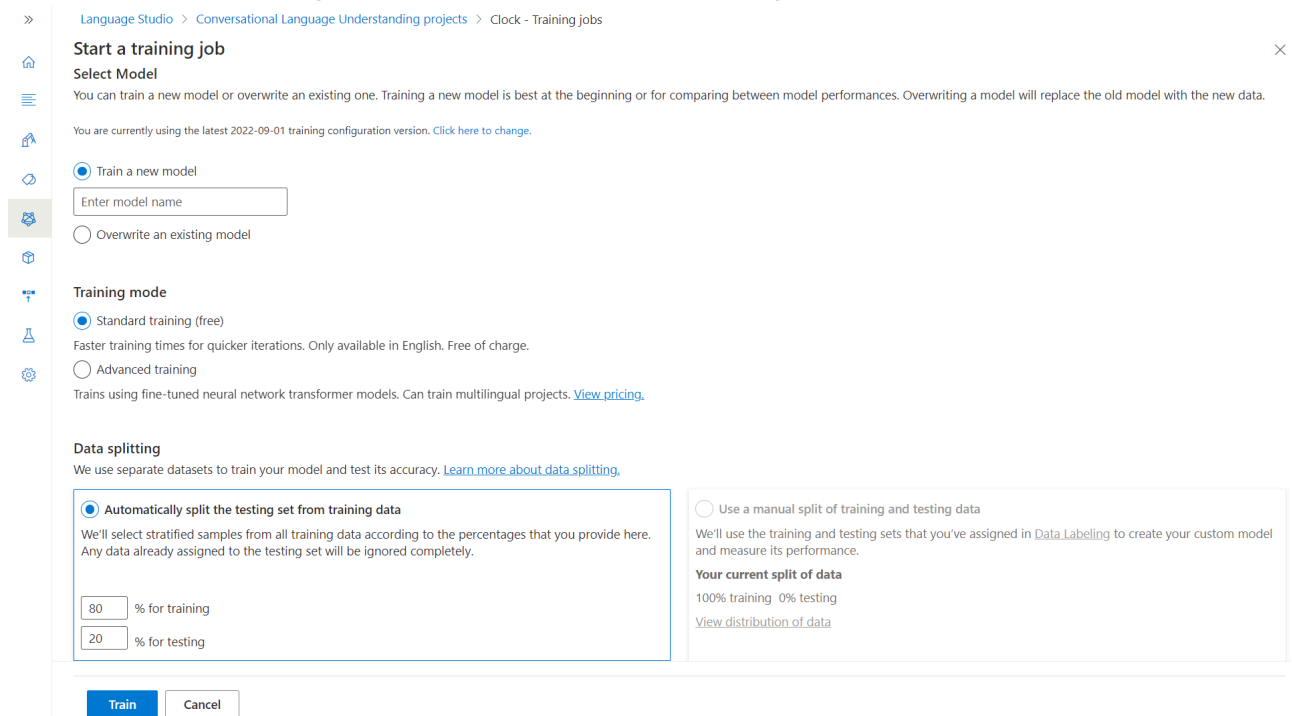 Language Studio > Conversational Language Understanding projects > Clock - Training jobs
Start a training job
Select Model
You can train a new model or overwrite an existing one. Training a new model is best at the beginning or for comparing between model performances. Overwriting a model will replace the old model with the new data.
You are currently using the latest 2022-09-01 training configuration version. Click here to change.
Train a new model
Enter model name
Overwrite an existing model
Training mode
Standard training (free)
Faster training times for quicker iterations. Only available in English. Free of charge.
Advanced training
Trains using fine-tuned neural network transformer models. Can train multilingual projects. View pricing.
Data splitting
We use separate datasets to train your model and test its accuracy. Learn more about data splitting.
Automatically split the testing set from training data
We'll select stratified samples from all training data according to the percentages that you provide here.
Any data already assigned to the testing set will be ignored completely.
80 % for training
20 % for testing
Use a manual split of training and testing data
We'll use the training and testing sets that you've assigned in Data Labeling to create your custom model
and measure its performance.
Your current split of data
100% training 0% testing
View distribution of data
Train Cancel